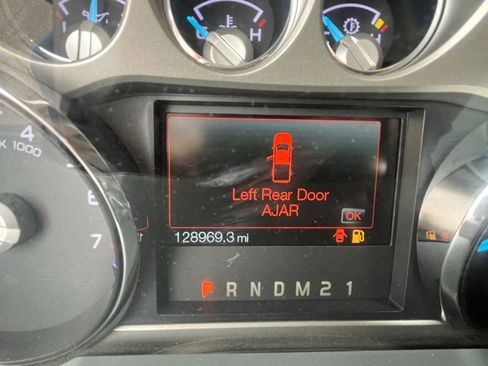 H
H
4
X 1000
6
7
Left Rear Door
AJAR
OK
128969.3 mi
P R N D M 2 1